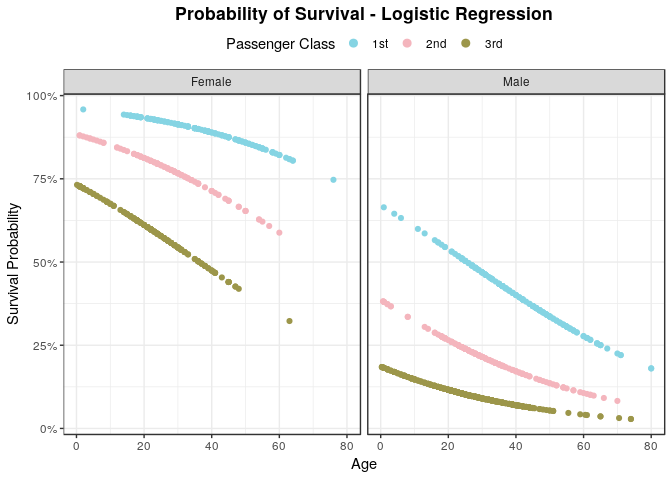 Probability of Survival - Logistic Regression
Passenger Class 1st 2nd 3rd
Female Male
100%
75%
50%
25%
0%
Survival Probability
0 20 40 60 80 0 20 40 60 80
Age